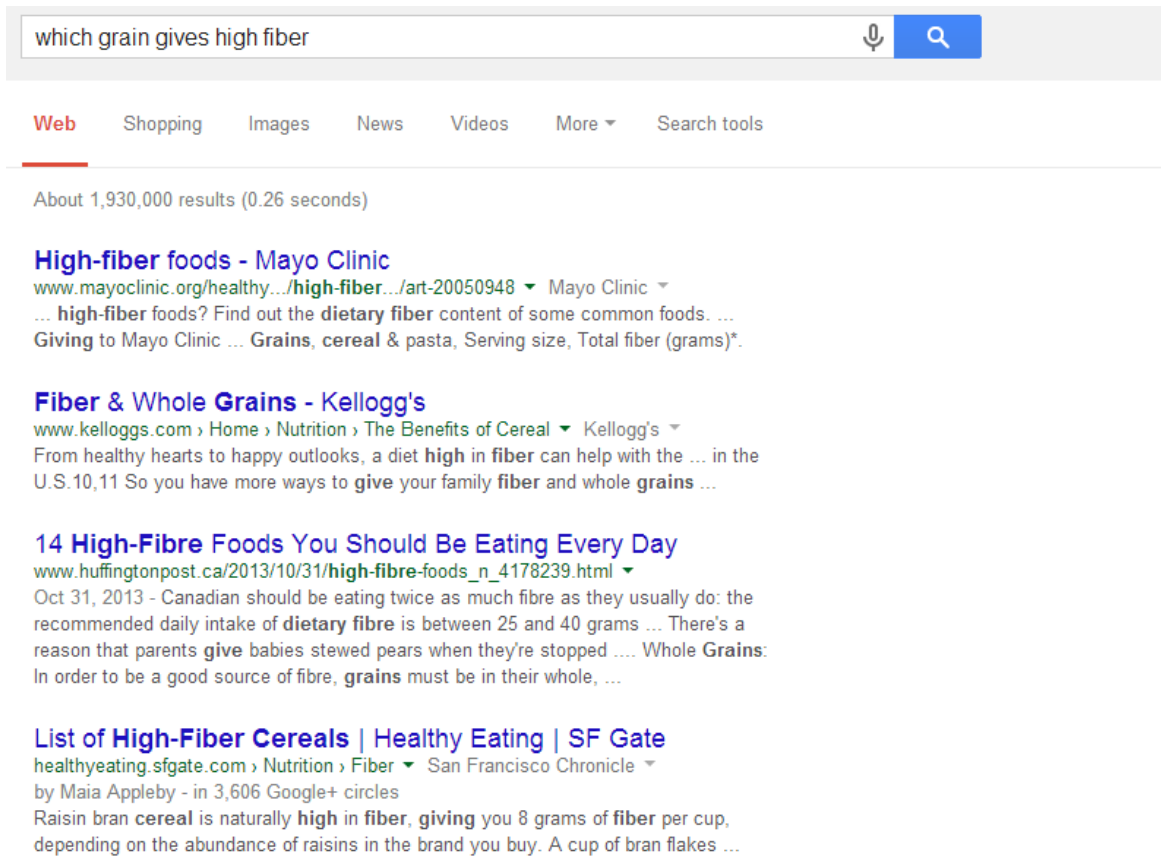 which grain gives high fiber
Web Shopping Images News Videos More Search tools
About 1,930,000 results (0.26 seconds)
High-fiber foods - Mayo Clinic
www.mayoclinic.org/healthy.../high-fiber.../art-20050948 Mayo Clinic
... high-fiber foods? Find out the dietary fiber content of some common foods. ...
Giving to Mayo Clinic ... Grains, cereal & pasta, Serving size, Total fiber (grams)*.
Fiber & Whole Grains - Kellogg's
www.kelloggs.com › Home › Nutrition › The Benefits of Cereal Kellogg's
From healthy hearts to happy outlooks, a diet high in fiber can help with the ... in the
U.S.10,11 So you have more ways to give your family fiber and whole grains ...
14 High-Fibre Foods You Should Be Eating Every Day
www.huffingtonpost.ca/2013/10/31/high-fibre-foods_n_4178239.html
Oct 31, 2013 - Canadian should be eating twice as much fibre as they usually do: the
recommended daily intake of dietary fibre is between 25 and 40 grams ... There's a
reason that parents give babies stewed pears when they're stopped .... Whole Grains:
In order to be a good source of fibre, grains must be in their whole, ...
List of High-Fiber Cereals | Healthy Eating | SF Gate
healthyeating.sfgate.com › Nutrition › Fiber San Francisco Chronicle
by Maia Appleby - in 3,606 Google+ circles
Raisin bran cereal is naturally high in fiber, giving you 8 grams of fiber per cup,
depending on the abundance of raisins in the brand you buy. A cup of bran flakes ...